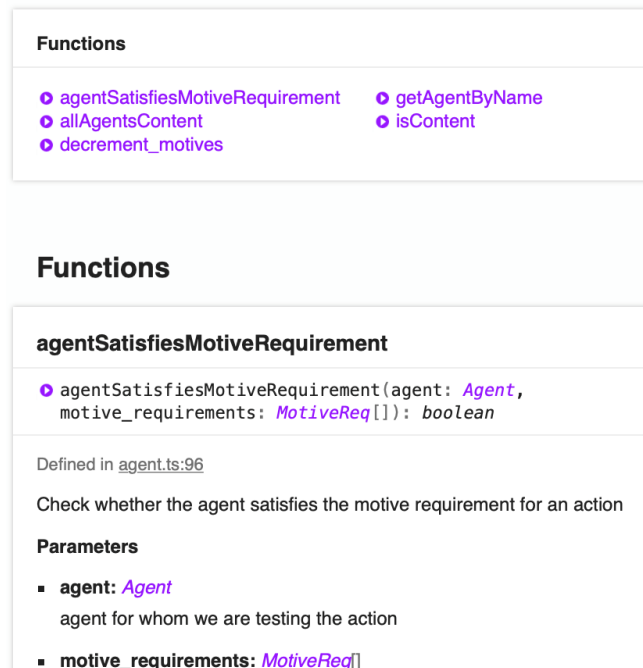 Functions
agentSatisfiesMotiveRequirement
allAgentsContent
decrement_motives
getAgentByName
isContent
Functions
agentSatisfiesMotiveRequirement
agentSatisfiesMotiveRequirement(agent: Agent,
motive_requirements: MotiveReq[]): boolean
Defined in agent.ts:96
Check whether the agent satisfies the motive requirement for an action
Parameters
agent: Agent
agent for whom we are testing the action
motive_requirements: MotiveReq[]